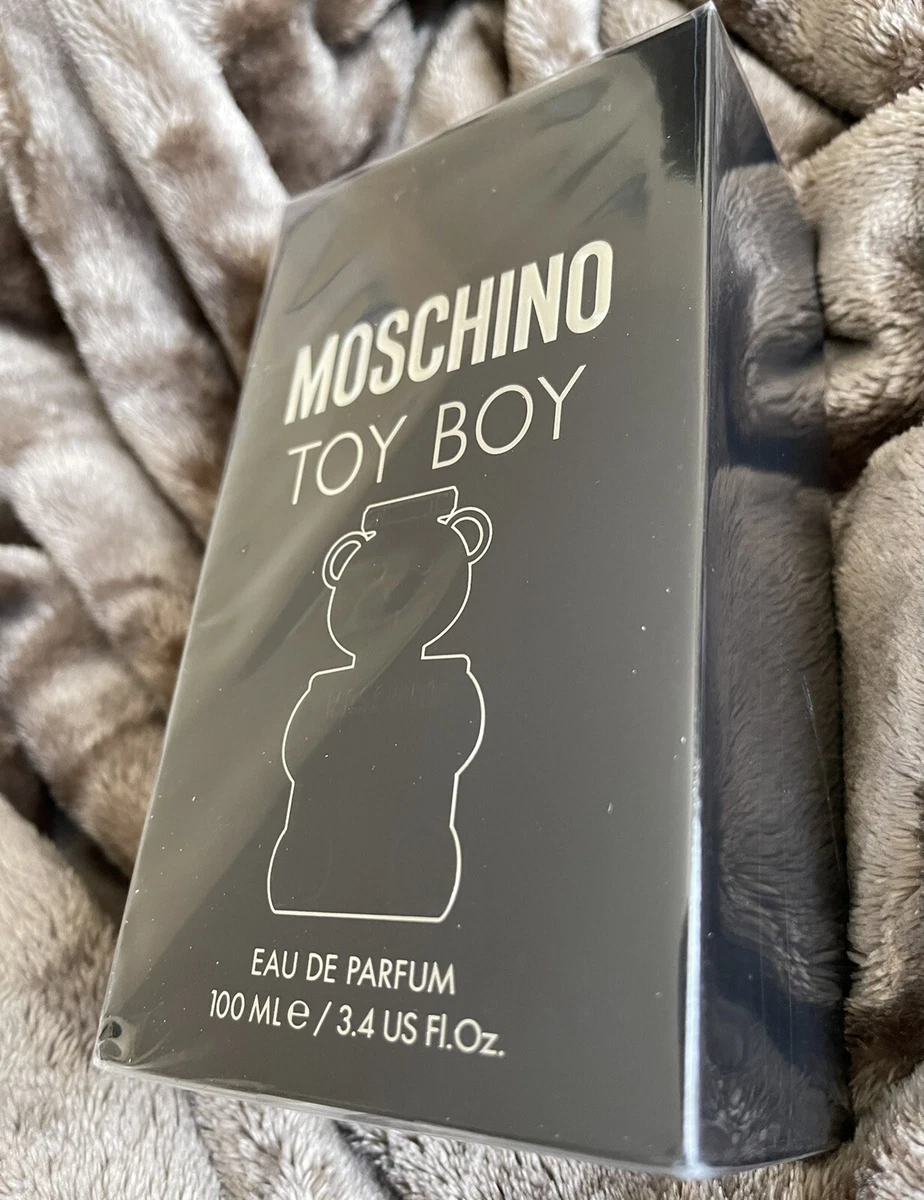 MOSCHINO
TOY BOY
EAU DE PARFUM
100 ML ℮ / 3.4 US Fl.Oz.